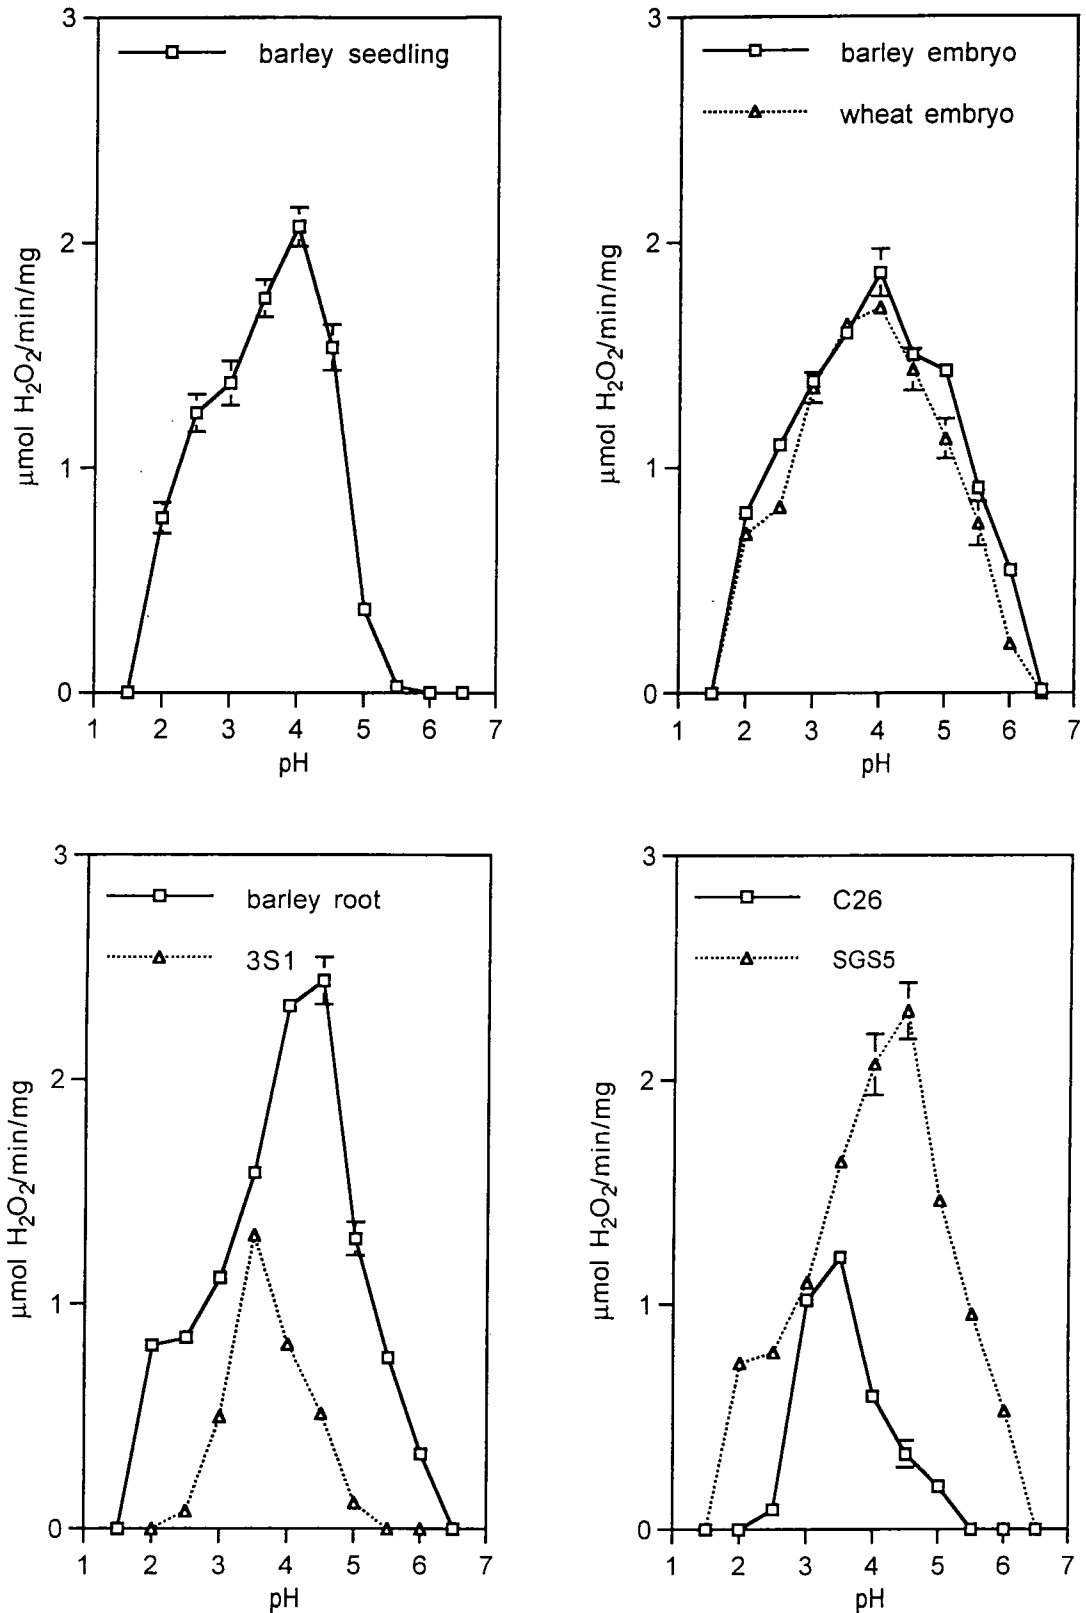 3
barley seedling
2
1
0
μmol H₂O₂/min/mg
1 2 3 4 5 6 7
pH
3
barley embryo
wheat embryo
2
1
0
μmol H₂O₂/min/mg
1 2 3 4 5 6 7
pH
3
barley root
3S1
2
1
0
μmol H₂O₂/min/mg
1 2 3 4 5 6 7
pH
3
C26
SGS5
2
1
0
μmol H₂O₂/min/mg
1 2 3 4 5 6 7
pH